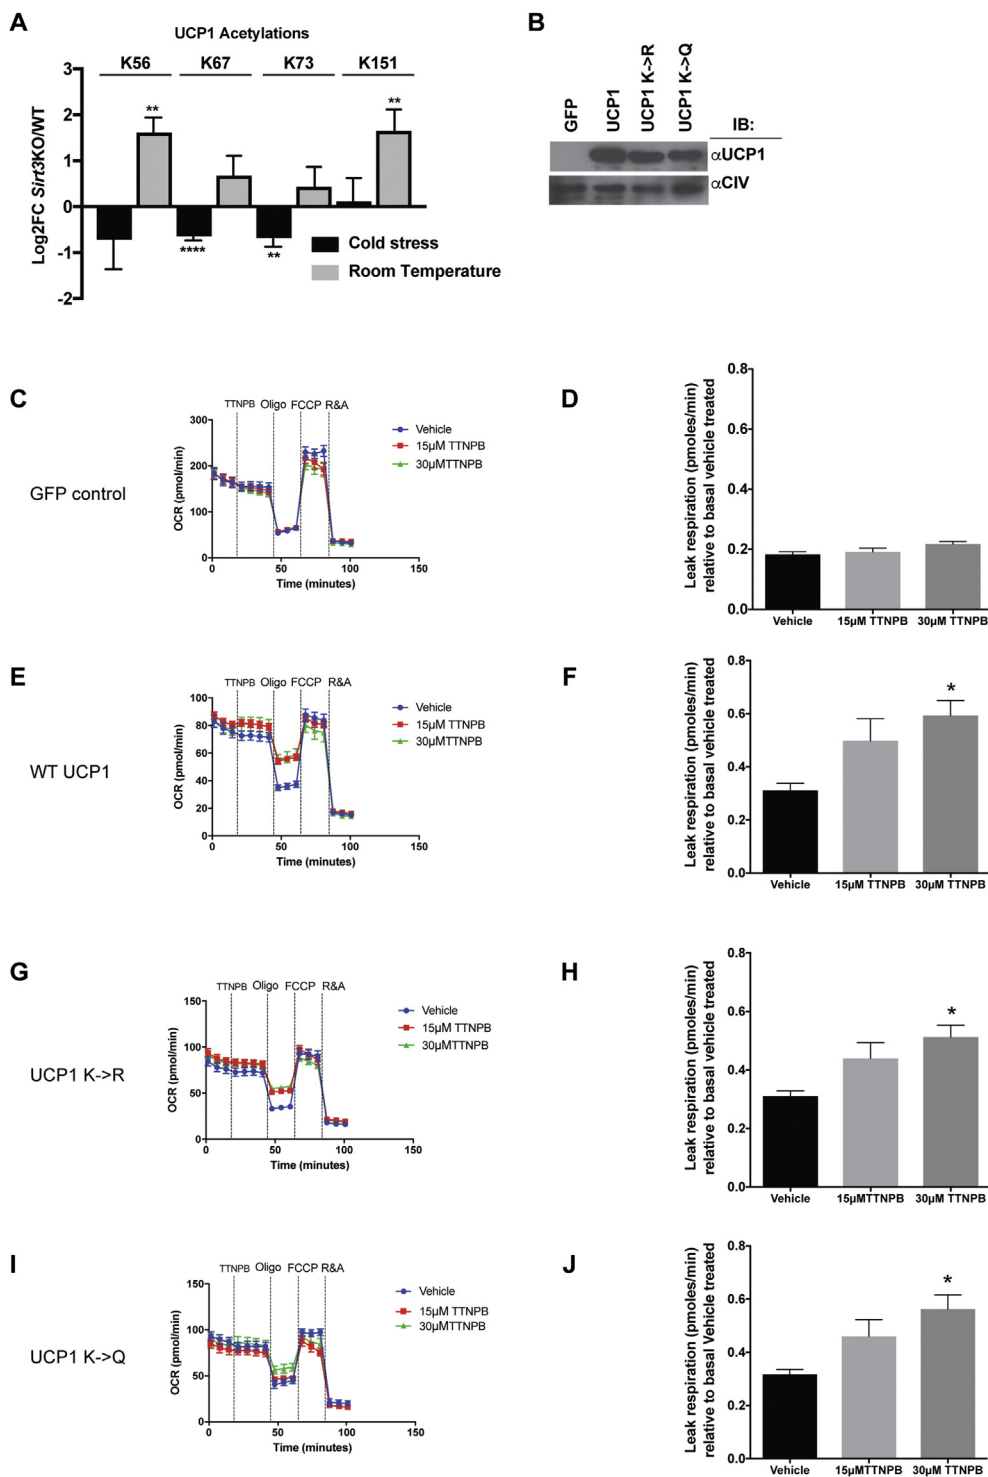 A
UCP1 Acetylations
K56 K67 K73 K151
Log2FC Sirt3KO/WT
3
2
1
0
-1
-2
** **
**** **
Cold stress
Room Temperature
B
GFP
UCP1
UCP1 K->R
UCP1 K->Q
IB:
αUCP1
αCIV
C
GFP control
TTNPB Oligo FCCP R&A
OCR (pmol/min)
300
200
100
0
0 50 100 150
Time (minutes)
Vehicle
15µM TTNPB
30µMTTNPB
D
Leak respiration (pmoles/min)
relative to basal vehicle treated
0.8
0.6
0.4
0.2
0.0
Vehicle 15µM TTNPB 30µM TTNPB
E
WT UCP1
TTNPB Oligo FCCP R&A
OCR (pmol/min)
100
80
60
40
20
0
0 50 100 150
Time (minutes)
Vehicle
15µM TTNPB
30µMTTNPB
F
Leak respiration (pmoles/min)
relative to basal vehicle treated
0.8
0.6
0.4
0.2
0.0
*
Vehicle 15µM TTNPB 30µM TTNPB
G
UCP1 K->R
TTNPB Oligo FCCP R&A
OCR (pmol/min)
150
100
50
0
0 50 100 150
Time (minutes)
Vehicle
15µM TTNPB
30µMTTNPB
H
Leak respiration (pmoles/min)
relative to basal vehicle treated
0.8
0.6
0.4
0.2
0.0
*
Vehicle 15µMTTNPB 30µM TTNPB
I
UCP1 K->Q
TTNPB Oligo FCCP R&A
OCR (pmol/min)
150
100
50
0
0 50 100 150
Time (minutes)
Vehicle
15µM TTNPB
30µMTTNPB
J
Leak respiration (pmoles/min)
relative to basal Vehicle treated
0.8
0.6
0.4
0.2
0.0
*
Vehicle 15µMTTNPB 30µM TTNPB